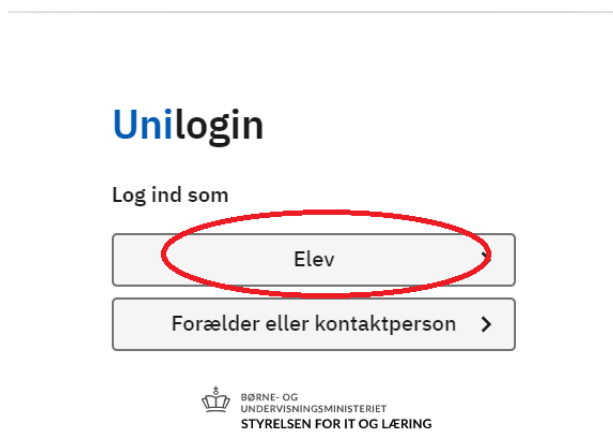 Unilogin
Log ind som
Elev
Forælder eller kontaktperson
BØRNE- OG
UNDERVISNINGSMINISTERIET
STYRELSEN FOR IT OG LÆRING